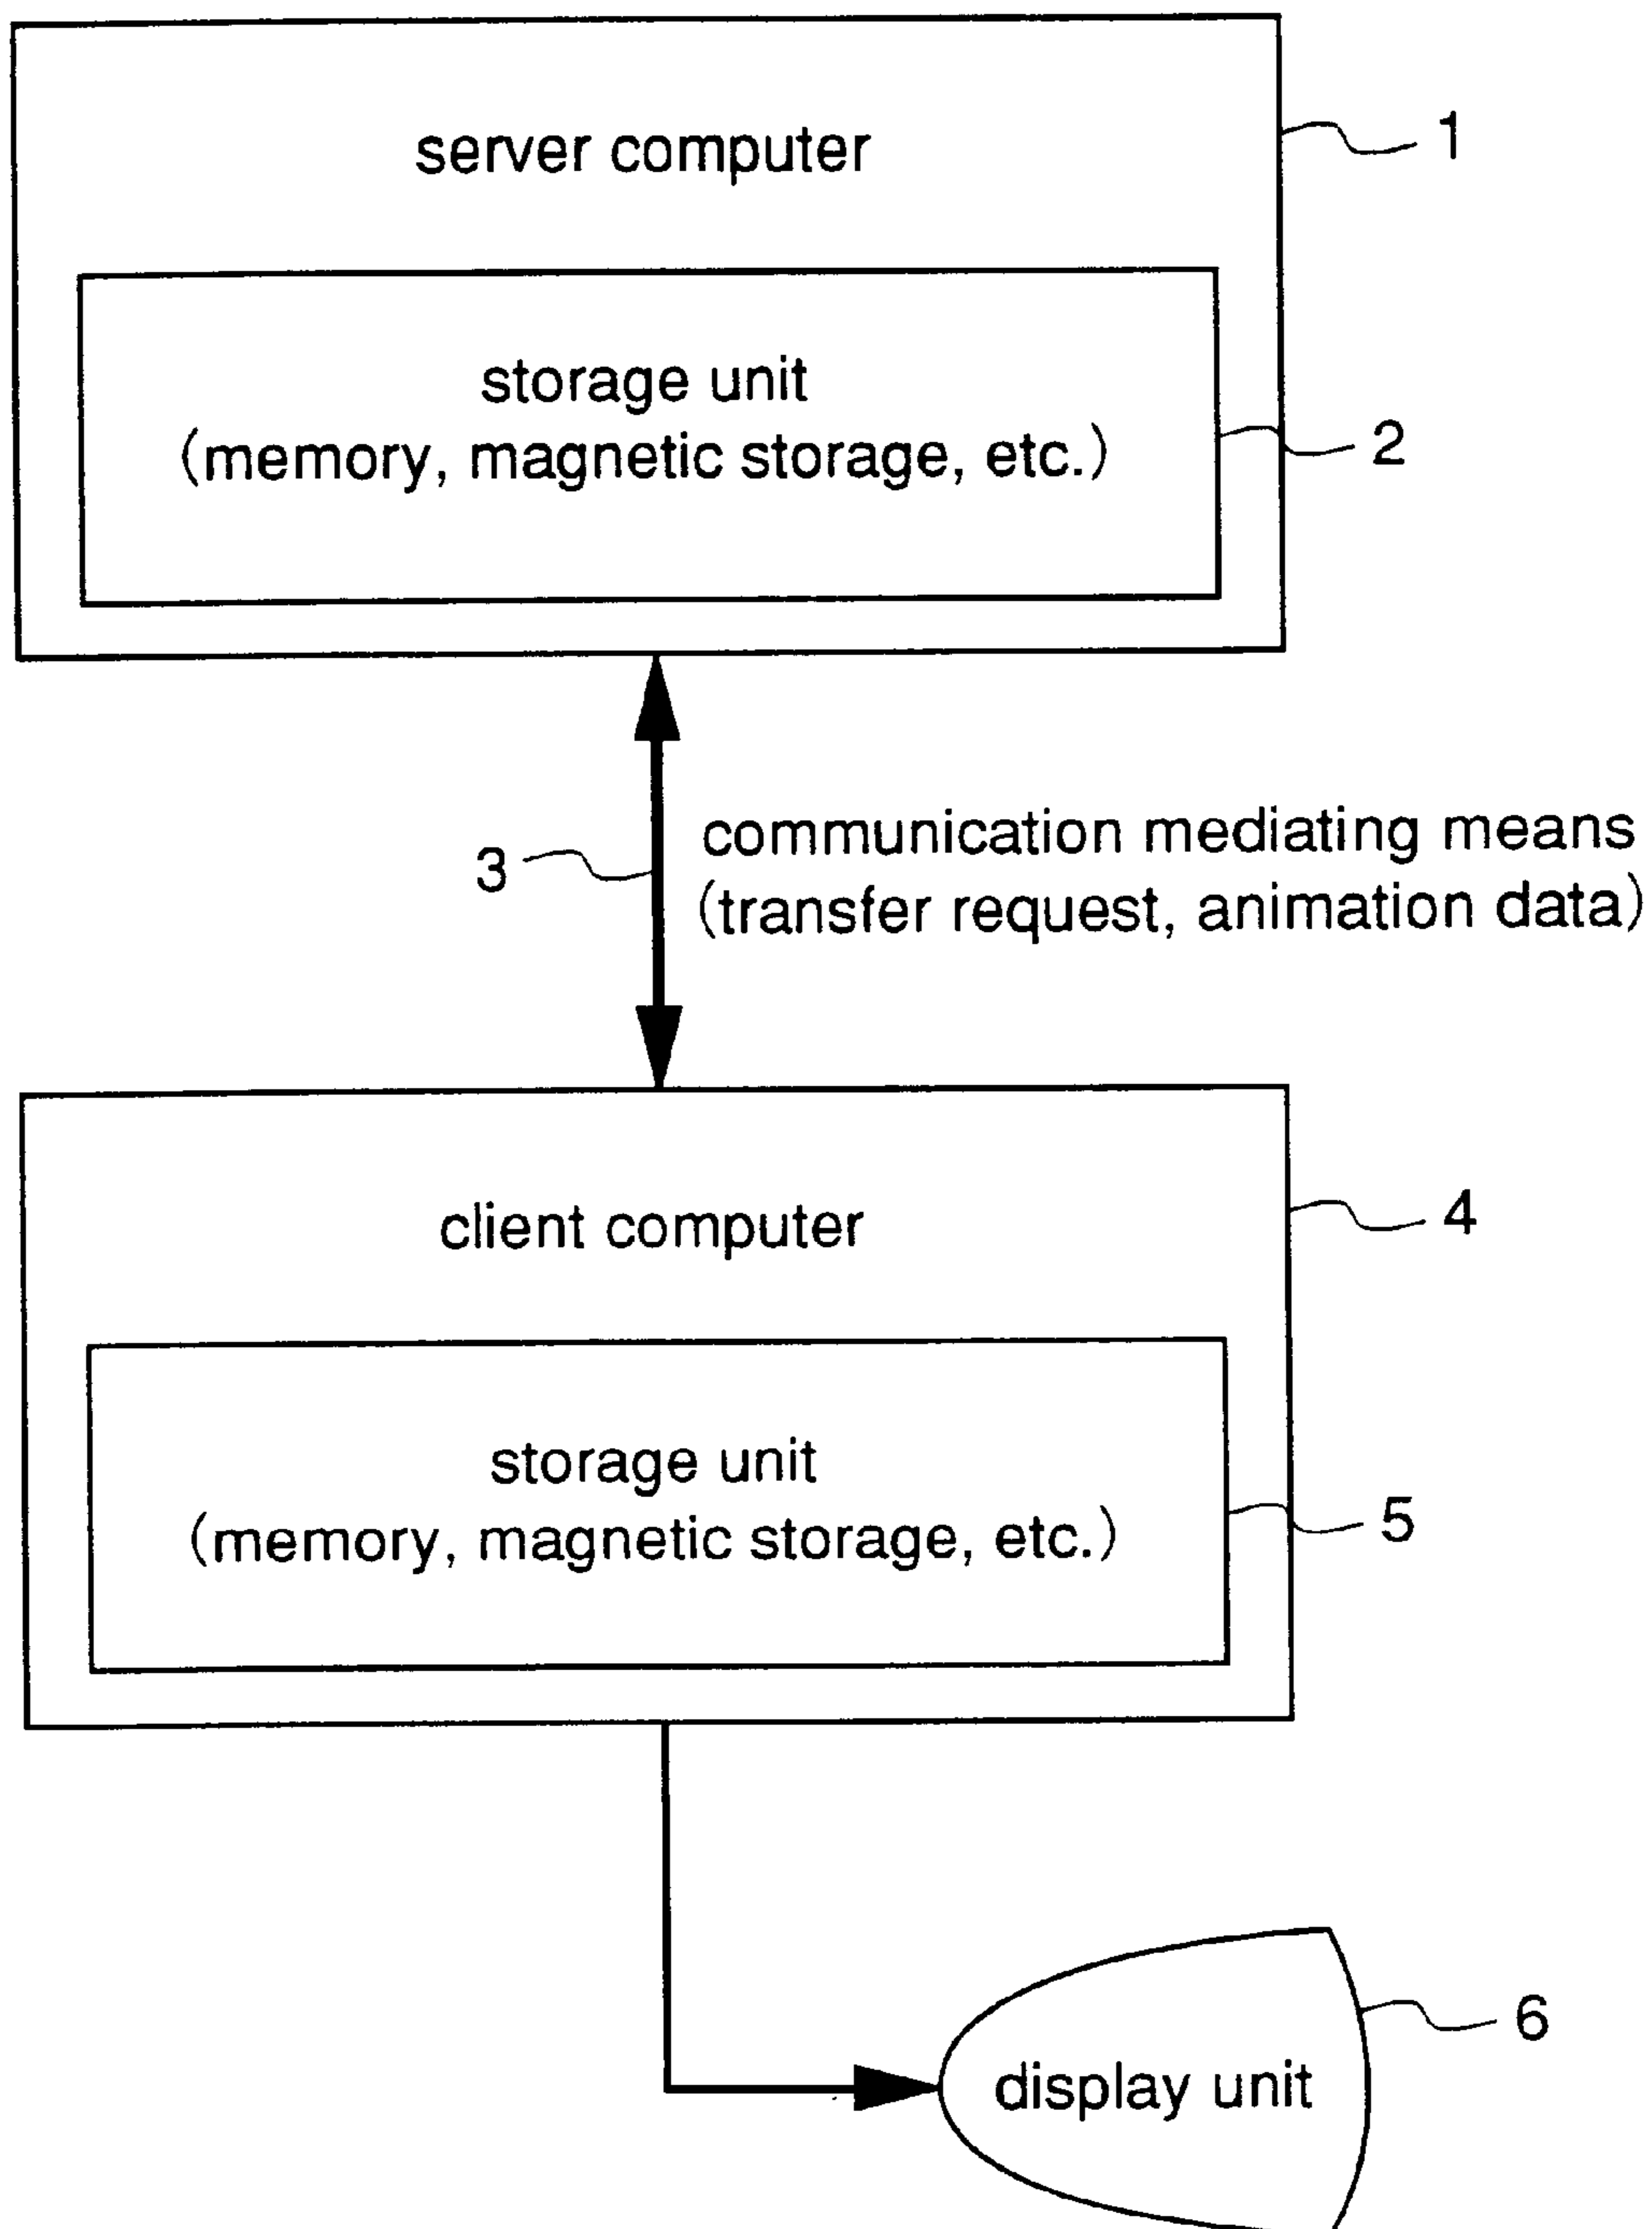 server computer
1
storage unit
(memory, magnetic storage, etc.)
2
3
communication mediating means
(transfer request, animation data)
client computer
4
storage unit
(memory, magnetic storage, etc.)
5
6
display unit